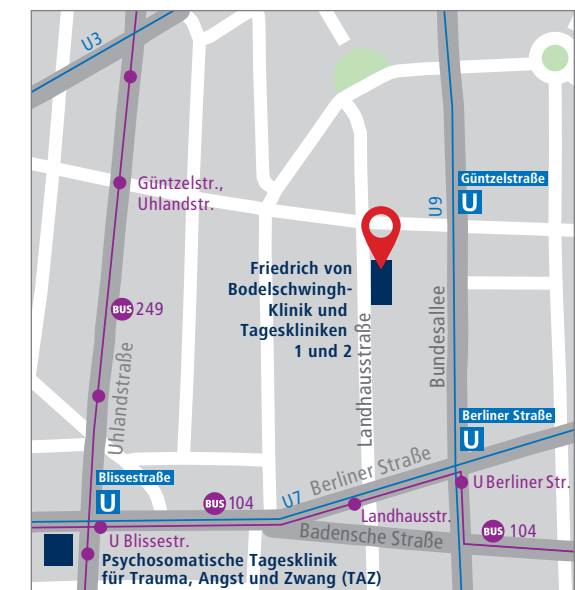 U3
Güntzelstr.,
Uhlandstr.
Güntzelstraße
U
U9
Friedrich von
Bodelschwingh-
Klinik und
Tageskliniken
1 und 2
BUS 249
Uhlandstraße
Landhausstraße
Bundesallee
Berliner Straße
U
Blissestraße
U
BUS 104
U7
Berliner Straße
U Berliner Str.
Landhausstr.
Badensche Straße
BUS 104
U Blissestr.
Psychosomatische Tagesklinik
für Trauma, Angst und Zwang (TAZ)